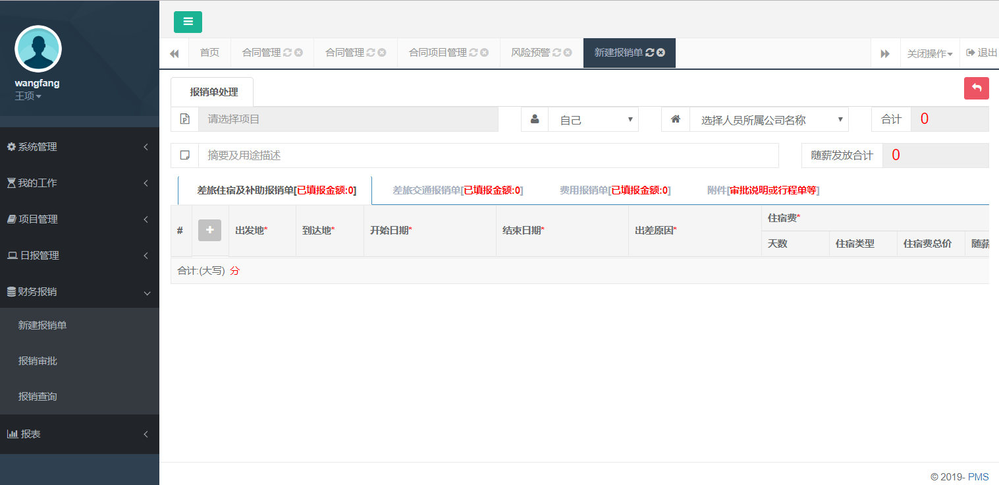 wangfang
王项
系统管理
我的工作
项目管理
日报管理
财务报销
新建报销单
报销审批
报销查询
报表
首页 合同管理 合同管理 合同项目管理 风险预警 新建报销单 关闭操作 退出
报销单处理
请选择项目 自己 选择人员所属公司名称 合计 0
摘要及用途描述 随薪发放合计 0
差旅住宿及补助报销单[已填报金额:0] 差旅交通报销单[已填报金额:0] 费用报销单[已填报金额:0] 附件[审批说明或行程单等]
# 出发地* 到达地* 开始日期* 结束日期* 出差原因* 住宿费*
天数 住宿类型 住宿费总价 随薪
合计:(大写) 分
© 2019- PMS